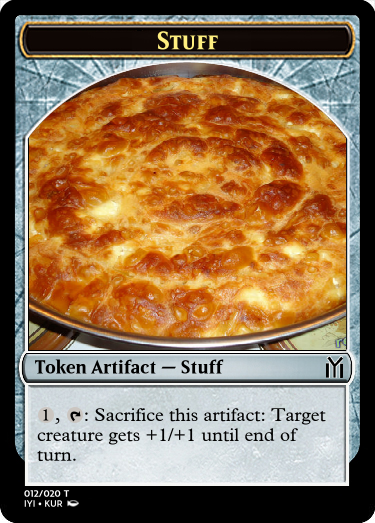 Stuff
Token Artifact — Stuff
1, T: Sacrifice this artifact: Target
creature gets +1/+1 until end of
turn.
012/020 T
IYI • KUR